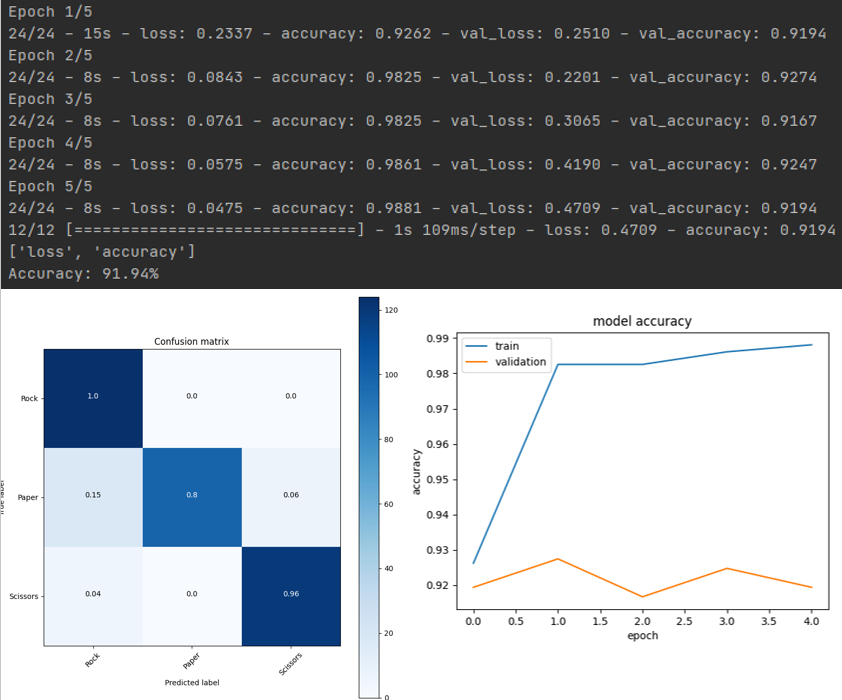 Epoch 1/5
24/24 - 15s - loss: 0.2337 - accuracy: 0.9262 - val_loss: 0.2510 - val_accuracy: 0.9194
Epoch 2/5
24/24 - 8s - loss: 0.0843 - accuracy: 0.9825 - val_loss: 0.2201 - val_accuracy: 0.9274
Epoch 3/5
24/24 - 8s - loss: 0.0761 - accuracy: 0.9825 - val_loss: 0.3065 - val_accuracy: 0.9167
Epoch 4/5
24/24 - 8s - loss: 0.0575 - accuracy: 0.9861 - val_loss: 0.4190 - val_accuracy: 0.9247
Epoch 5/5
24/24 - 8s - loss: 0.0475 - accuracy: 0.9881 - val_loss: 0.4709 - val_accuracy: 0.9194
12/12 [==============================] - 1s 109ms/step - loss: 0.4709 - accuracy: 0.9194
['loss', 'accuracy']
Accuracy: 91.94%
Confusion matrix
Rock
1.0
0.0
0.0
Paper
0.15
0.8
0.06
Scissors
0.04
0.0
0.96
Rock
Paper
Scissors
Predicted label
120
100
80
60
40
20
0
model accuracy
train
validation
0.99
0.98
0.97
0.96
0.95
0.94
0.93
0.92
accuracy
0.0
0.5
1.0
1.5
2.0
2.5
3.0
3.5
4.0
epoch